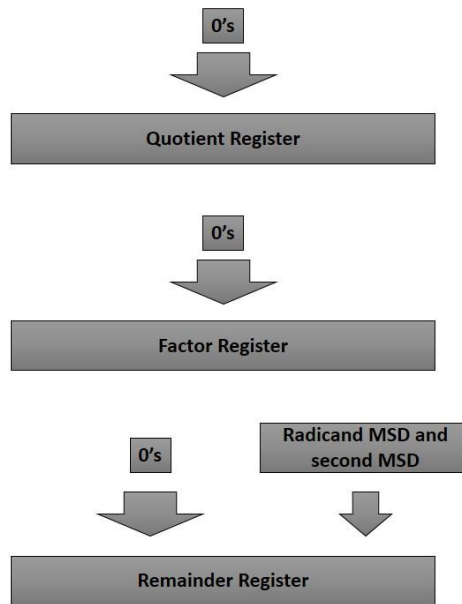 0's
Quotient Register
0's
Factor Register
0's
Radicand MSD and
second MSD
Remainder Register